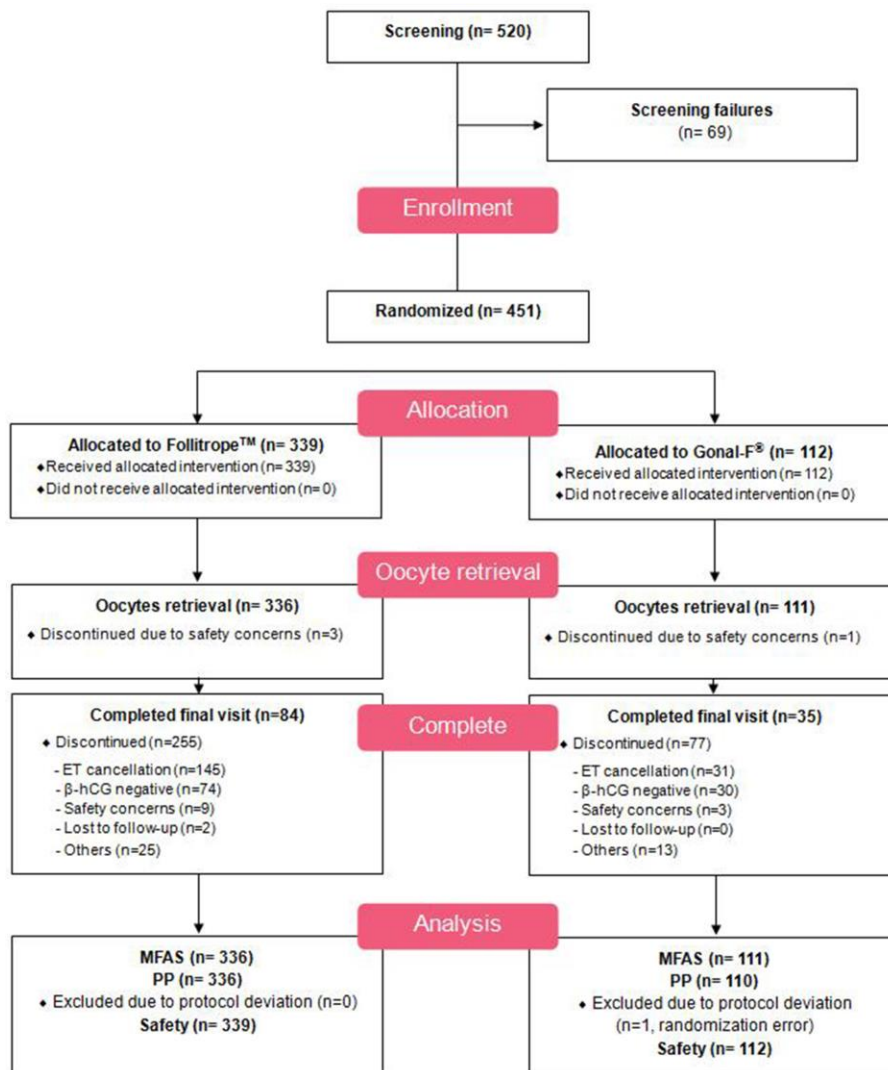 Screening (n= 520)
Screening failures
(n= 69)
Enrollment
Randomized (n= 451)
Allocation
Allocated to Follitrope™ (n= 339)
◆Received allocated intervention (n= 339)
◆Did not receive allocated intervention (n= 0)
Allocated to Gonal-F® (n= 112)
◆Received allocated intervention (n= 112)
◆Did not receive allocated intervention (n= 0)
Oocyte retrieval
Oocytes retrieval (n= 336)
◆ Discontinued due to safety concerns (n=3)
Oocytes retrieval (n= 111)
◆ Discontinued due to safety concerns (n=1)
Complete
Completed final visit (n=84)
◆ Discontinued (n=255)
- ET cancellation (n=145)
- β-hCG negative (n=74)
- Safety concerns (n=9)
- Lost to follow-up (n=2)
- Others (n=25)
Completed final visit (n=35)
◆ Discontinued (n=77)
- ET cancellation (n=31)
- β-hCG negative (n=30)
- Safety concerns (n=3)
- Lost to follow-up (n=0)
- Others (n=13)
Analysis
MFAS (n= 336)
PP (n= 336)
◆ Excluded due to protocol deviation (n=0)
Safety (n= 339)
MFAS (n= 111)
PP (n= 110)
◆ Excluded due to protocol deviation
(n=1, randomization error)
Safety (n= 112)